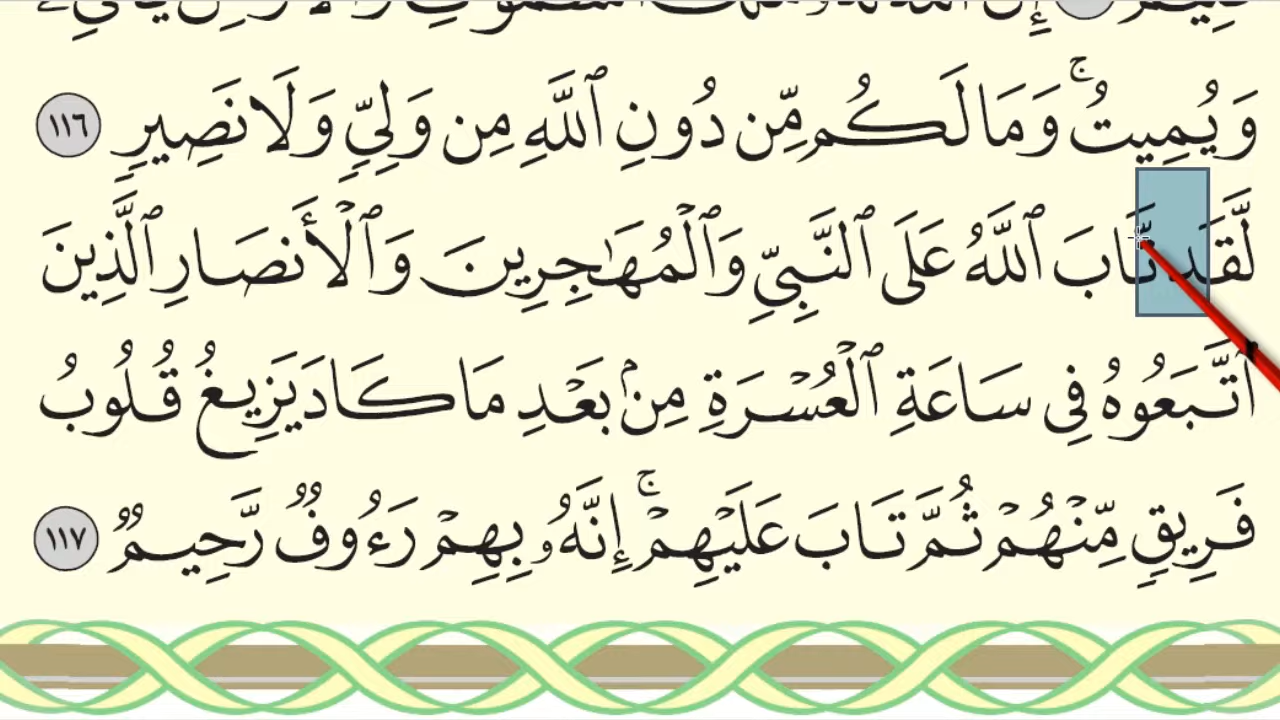 وَيُمِيتُ ۚ وَمَا لَكُم مِّن دُونِ ٱللَّهِ مِن وَلِيٍّ وَلَا نَصِيرٍ ١١٦
لَّقَد تَّابَ ٱللَّهُ عَلَى ٱلنَّبِيِّ وَٱلْمُهَٰجِرِينَ وَٱلْأَنصَارِ ٱلَّذِينَ
ٱتَّبَعُوهُ فِى سَاعَةِ ٱلْعُسْرَةِ مِنۢ بَعْدِ مَا كَادَ يَزِيغُ قُلُوبُ
فَرِيقٍ مِّنْهُمْ ثُمَّ تَابَ عَلَيْهِمْ ۚ إِنَّهُۥ بِهِمْ رَءُوفٌ رَّحِيمٌ ١١٧